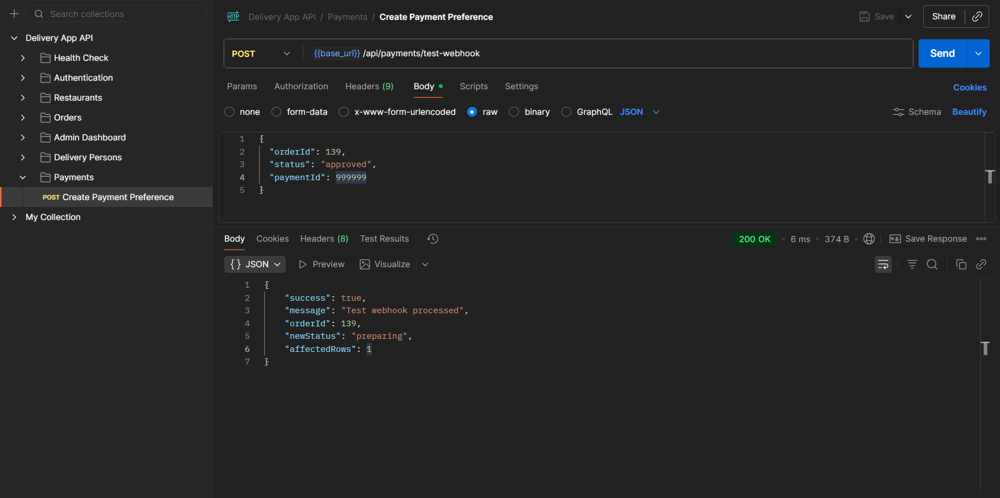 Search collections
Delivery App API
Health Check
Authentication
Restaurants
Orders
Admin Dashboard
Delivery Persons
Payments
POST Create Payment Preference
My Collection
HTTP Delivery App API / Payments / Create Payment Preference
Save
Share
POST {{base_url}} /api/payments/test-webhook
Send
Params Authorization Headers (9) Body Scripts Settings
Cookies
none form-data x-www-form-urlencoded raw binary GraphQL JSON
Schema Beautify
1 {
2 "orderId": 139,
3 "status": "approved",
4 "paymentId": 999999
5 }
Body Cookies Headers (8) Test Results
200 OK • 6 ms • 374 B •
e.g. Save Response
{} JSON Preview Visualize
1 {
2 "success": true,
3 "message": "Test webhook processed",
4 "orderId": 139,
5 "newStatus": "preparing",
6 "affectedRows": 1
7 }